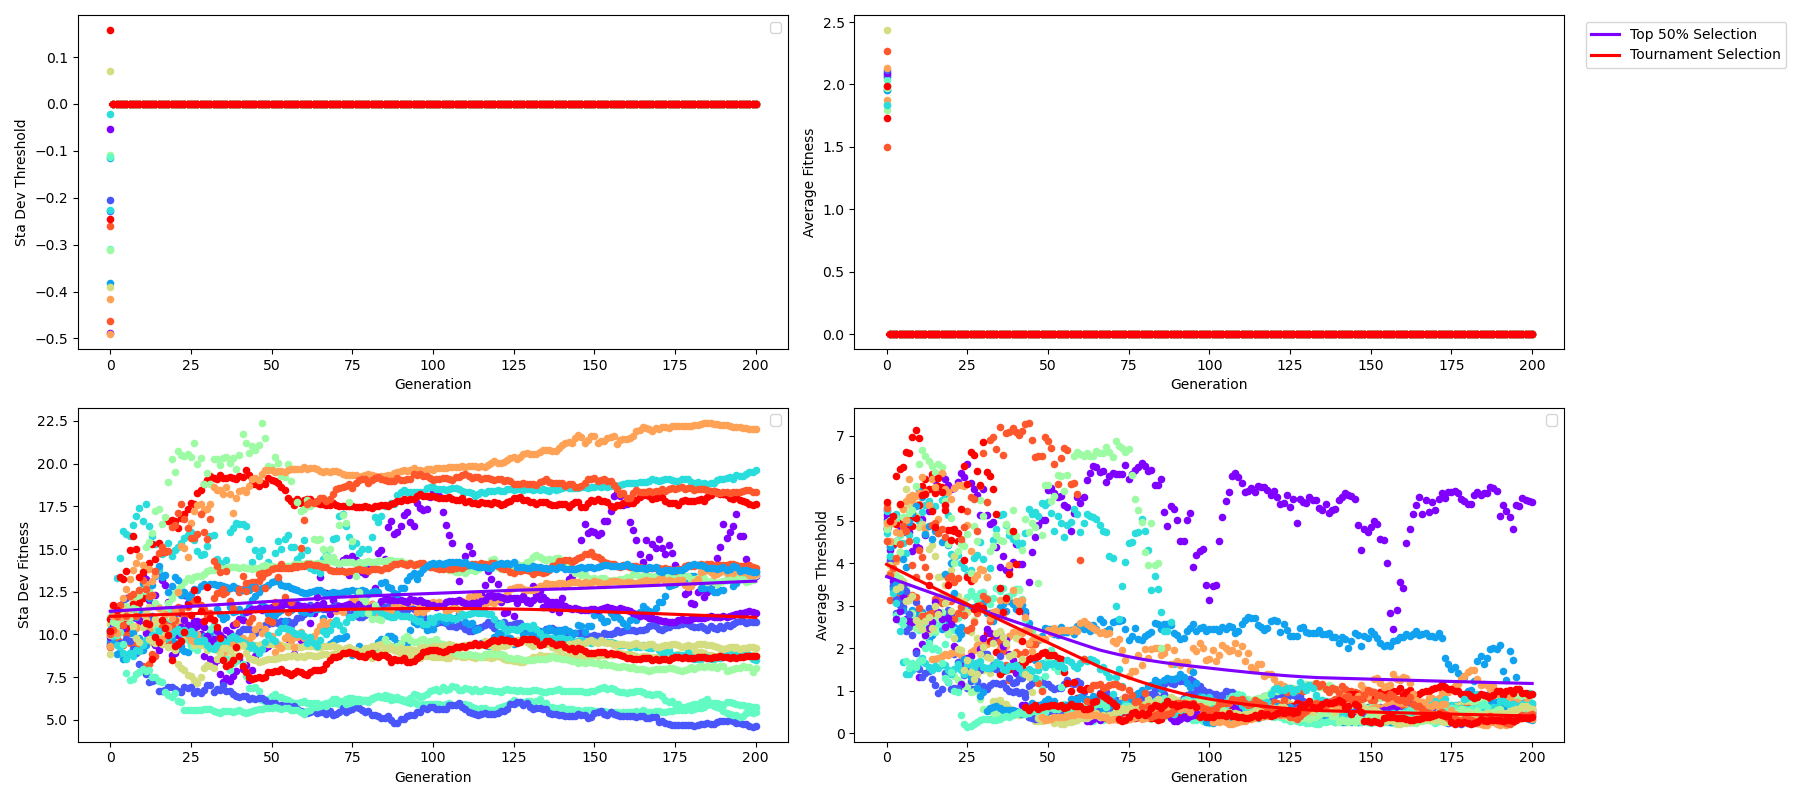 0.1
0.0
−0.1
−0.2
−0.3
−0.4
−0.5
Sta Dev Threshold
0 25 50 75 100 125 150 175 200
Generation
2.5
2.0
1.5
1.0
0.5
0.0
Average Fitness
0 25 50 75 100 125 150 175 200
Generation
Top 50% Selection
Tournament Selection
22.5
20.0
17.5
15.0
12.5
10.0
7.5
5.0
Sta Dev Fitness
0 25 50 75 100 125 150 175 200
Generation
7
6
5
4
3
2
1
0
Average Threshold
0 25 50 75 100 125 150 175 200
Generation